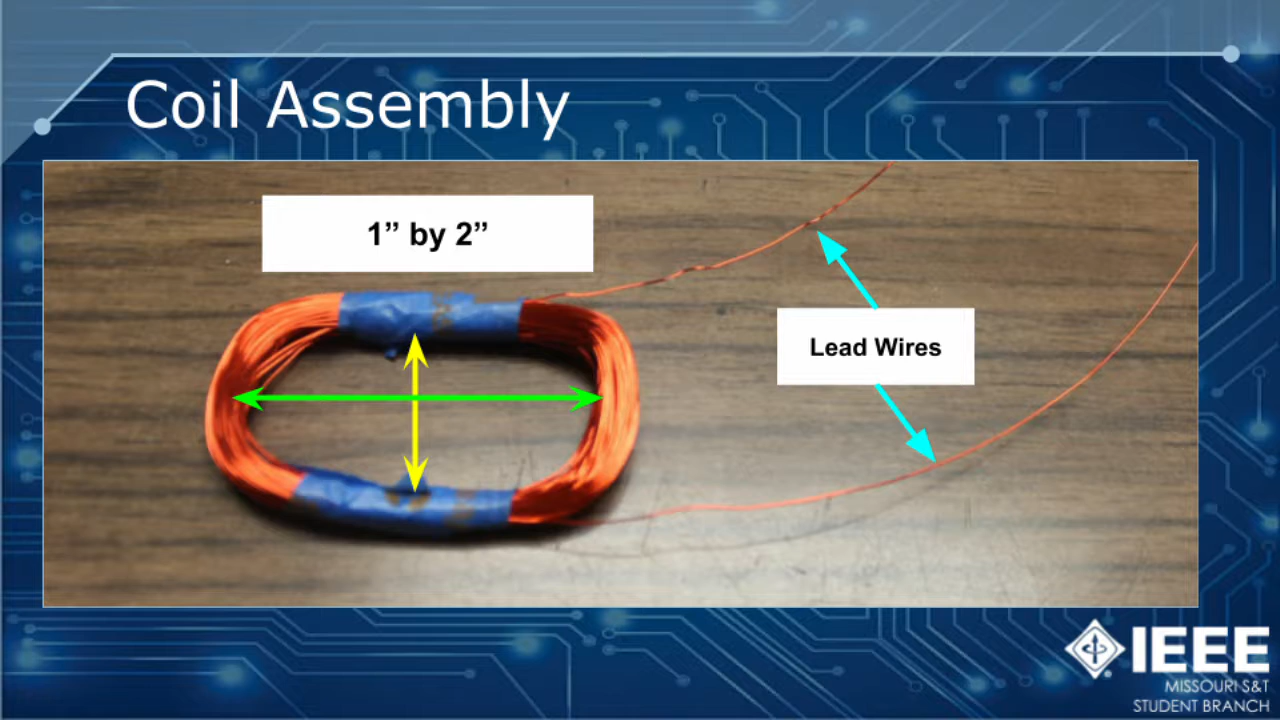 Coil Assembly
1” by 2”
Lead Wires
IEEE
MISSOURI S&T
STUDENT BRANCH